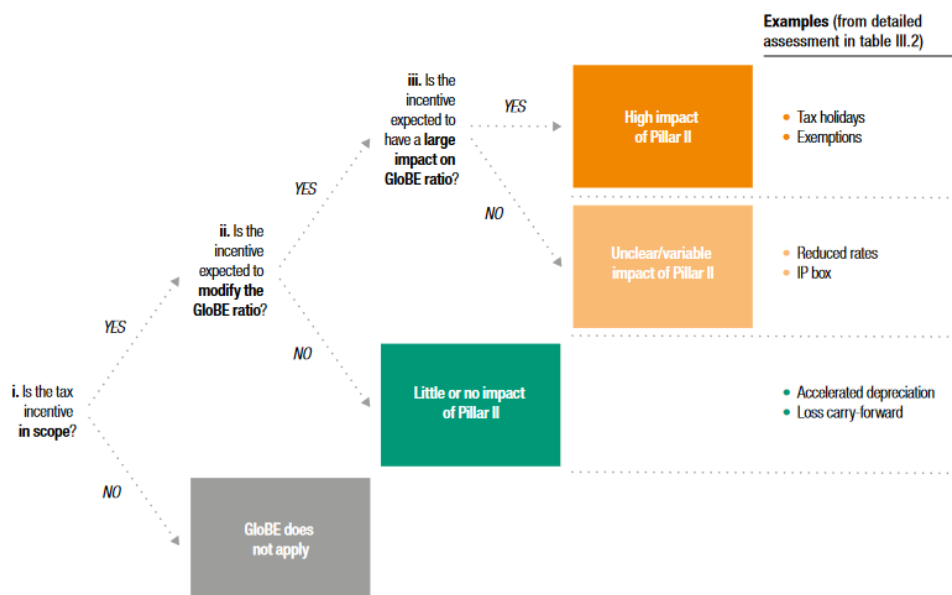 Examples (from detailed
assessment in table III.2)
iii. Is the
incentive
expected to
have a large
impact on
GloBE ratio?
YES
High impact
of Pillar II
• Tax holidays
• Exemptions
YES
NO
ii. Is the
incentive
expected to
modify the
GloBE ratio?
Unclear/variable
impact of Pillar II
• Reduced rates
• IP box
YES
NO
i. Is the tax
incentive
in scope?
Little or no impact
of Pillar II
• Accelerated depreciation
• Loss carry-forward
NO
GloBE does
not apply